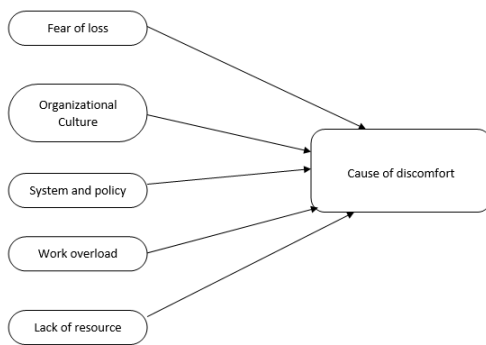 Fear of loss
Organizational
Culture
System and policy
Cause of discomfort
Work overload
Lack of resource